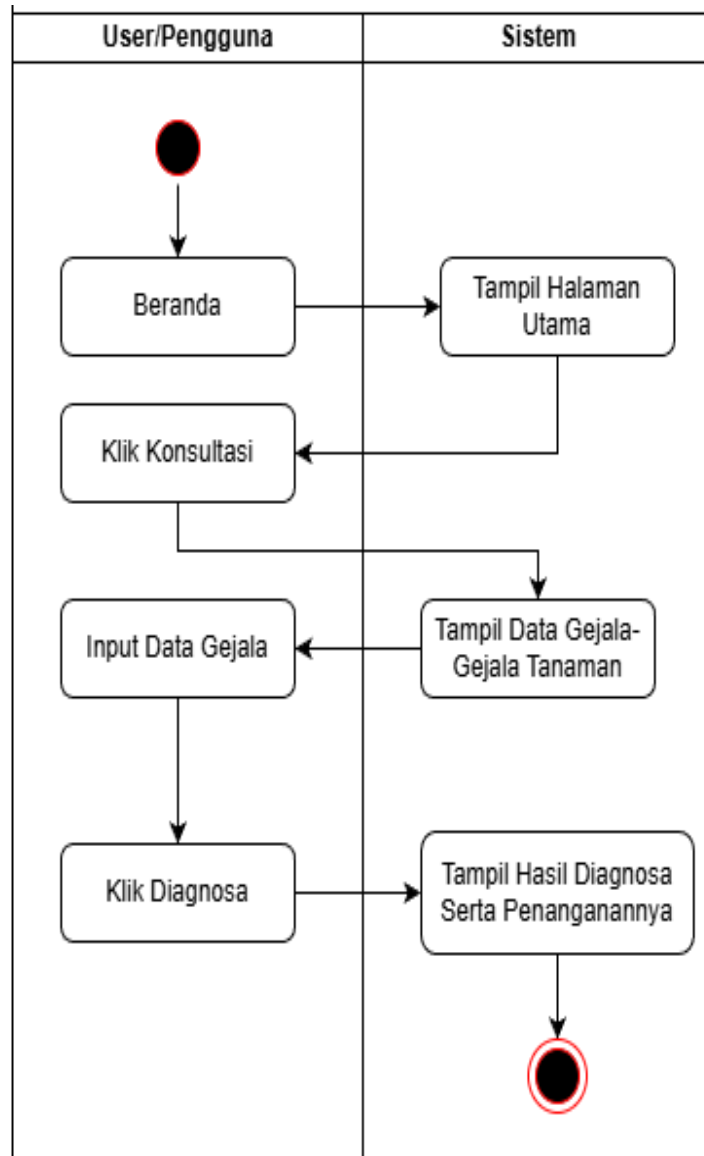 User/Pengguna
Sistem
Beranda
Tampil Halaman
Utama
Klik Konsultasi
Tampil Data Gejala-
Gejala Tanaman
Input Data Gejala
Klik Diagnosa
Tampil Hasil Diagnosa
Serta Penanganannya